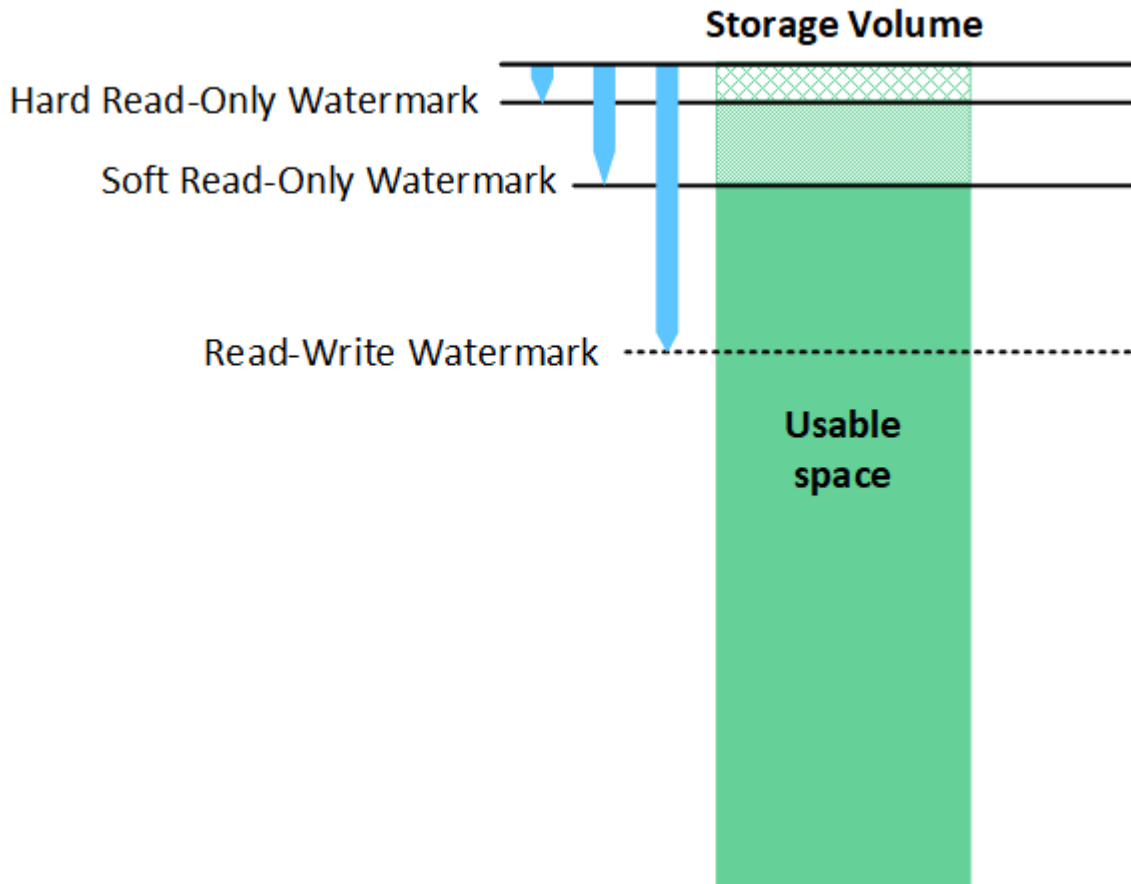 Storage Volume
Hard Read-Only Watermark
Soft Read-Only Watermark
Read-Write Watermark
Usable
space